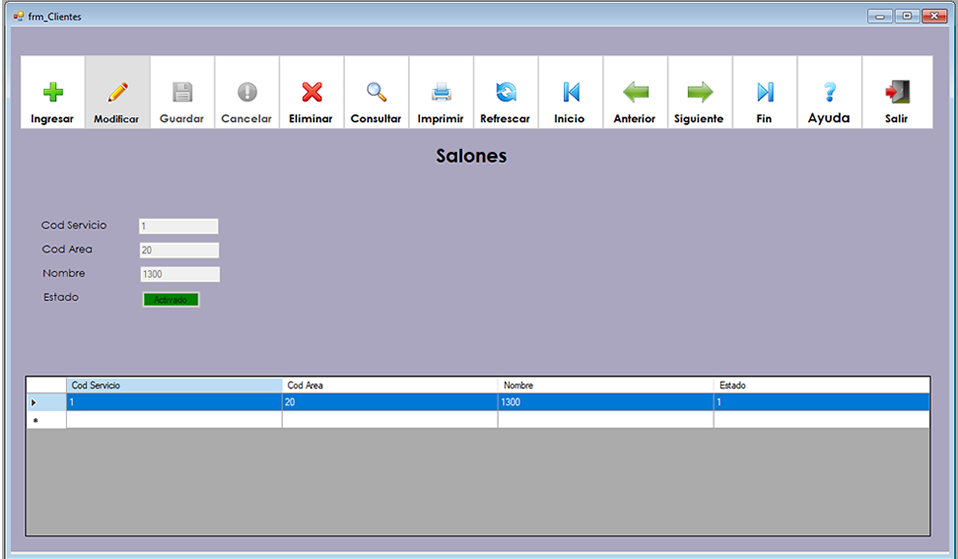 frm_Clientes
Ingresar Modificar Guardar Cancelar Eliminar Consultar Imprimir Refrescar Inicio Anterior Siguiente Fin Ayuda Salir
Salones
Cod Servicio 1
Cod Area 20
Nombre 1300
Estado Activado
Cod Servicio Cod Area Nombre Estado
1 20 1300 1